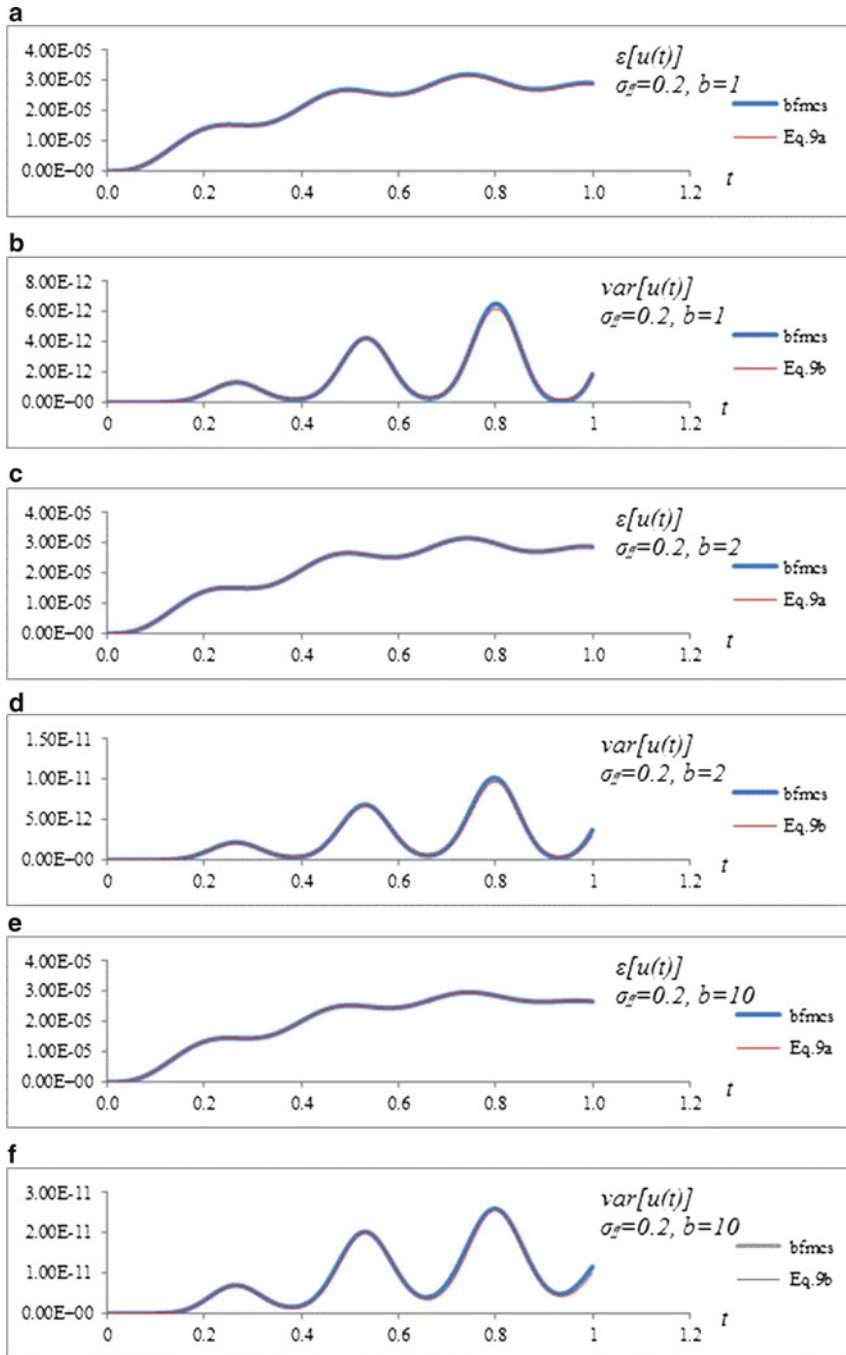 a
4.00E-05
3.00E-05
2.00E-05
1.00E-05
0.00E+00
0.0 0.2 0.4 0.6 0.8 1.0 1.2
t
ε[u(t)]
σff=0.2, b=1
bfmcs
Eq.9a
b
8.00E-12
6.00E-12
4.00E-12
2.00E-12
0.00E+00
0 0.2 0.4 0.6 0.8 1 1.2
t
var[u(t)]
σff=0.2, b=1
bfmcs
Eq.9b
c
4.00E-05
3.00E-05
2.00E-05
1.00E-05
0.00E+00
0.0 0.2 0.4 0.6 0.8 1.0 1.2
t
ε[u(t)]
σff=0.2, b=2
bfmcs
Eq.9a
d
1.50E-11
1.00E-11
5.00E-12
0.00E+00
0 0.2 0.4 0.6 0.8 1 1.2
t
var[u(t)]
σff=0.2, b=2
bfmcs
Eq.9b
e
4.00E-05
3.00E-05
2.00E-05
1.00E-05
0.00E+00
0.0 0.2 0.4 0.6 0.8 1.0 1.2
t
ε[u(t)]
σff=0.2, b=10
bfmcs
Eq.9a
f
3.00E-11
2.00E-11
1.00E-11
0.00E+00
0 0.2 0.4 0.6 0.8 1 1.2
t
var[u(t)]
σff=0.2, b=10
bfmcs
Eq.9b